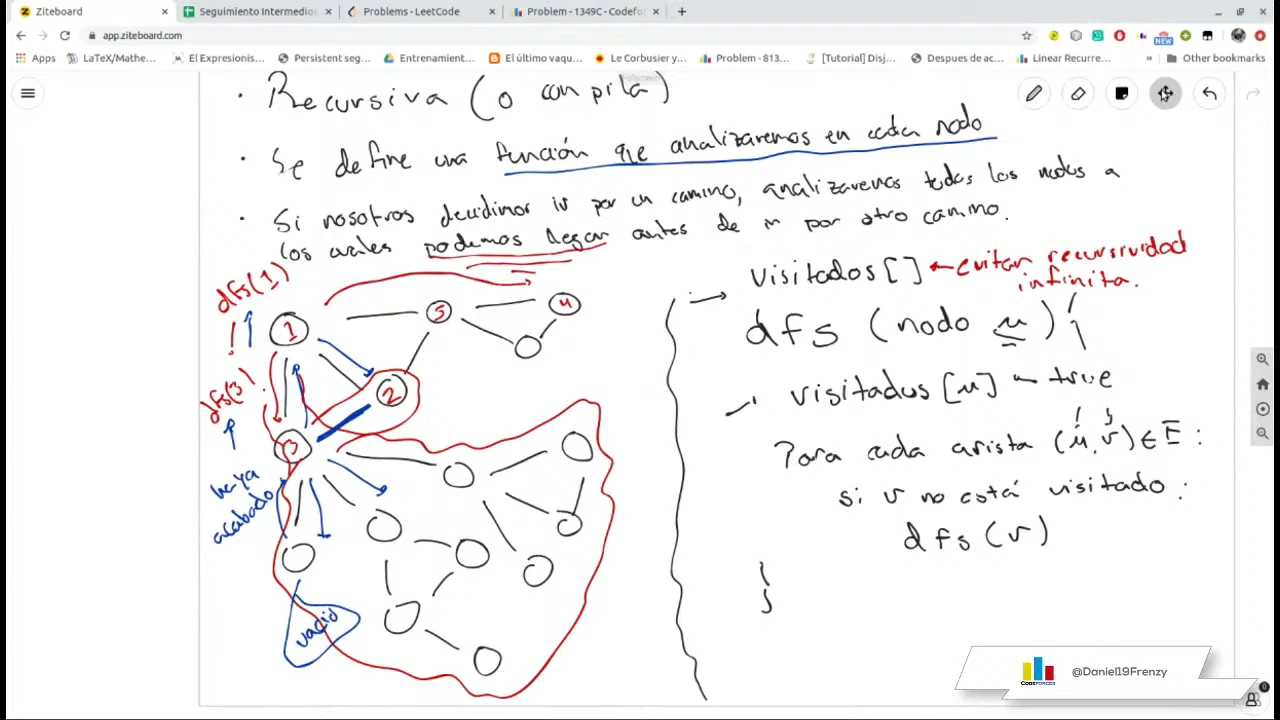 Ziteboard
Seguimiento Intermedios
Problems - LeetCode
Problem - 1349C - Codefor
app.ziteboard.com
Apps
LaTeX/Mathe...
El Expresionis...
Persistent seg...
Entrenamient...
El último vaqu...
Le Corbusier y...
Problem - 813...
[Tutorial] Disj...
Despues de ac...
Linear Recurre...
»
Other bookmarks
NEW
· Recursiva (o con pila)
· Se define una función que analizaremos en cada nodo
· Si nosotros decidimos ir por un camino, analizaremos todos los nodos a
los cuales podemos llegar antes de ir por otro camino.
dfs(1)
1
5
4
2
dfs(3)
3
ha ya
acabado
vacío
visitados[] ← evitar recursividad
infinita.
dfs (nodo u) {
visitados [u] ← true
Para cada arista (u,v) ∈ E :
si v no está visitado :
dfs (v)
}
CODEFORCES
@Daniel19Frenzy
0